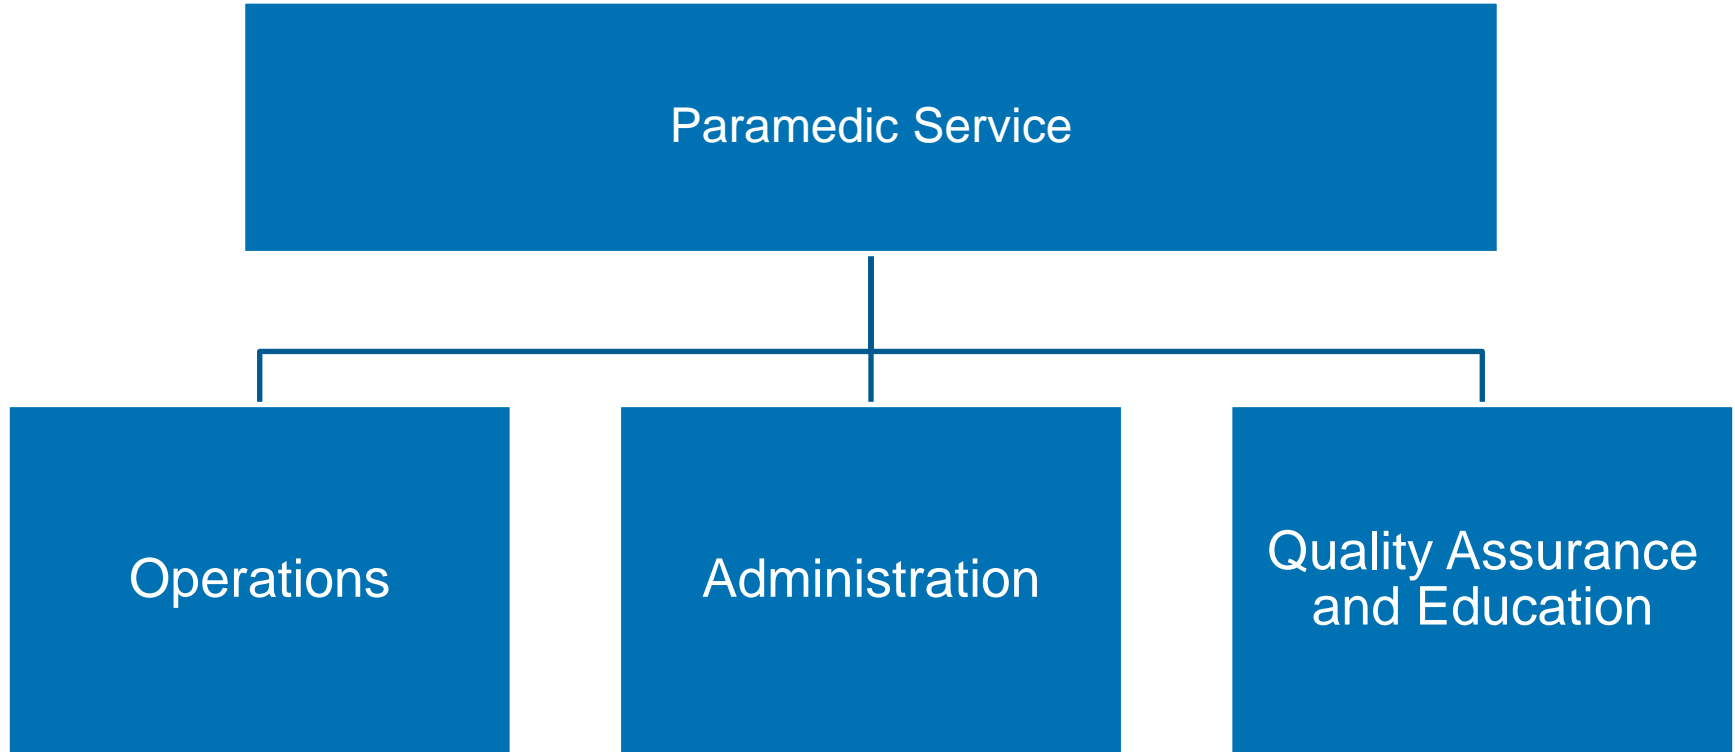 Paramedic Service
Operations
Administration
Quality Assurance
and Education